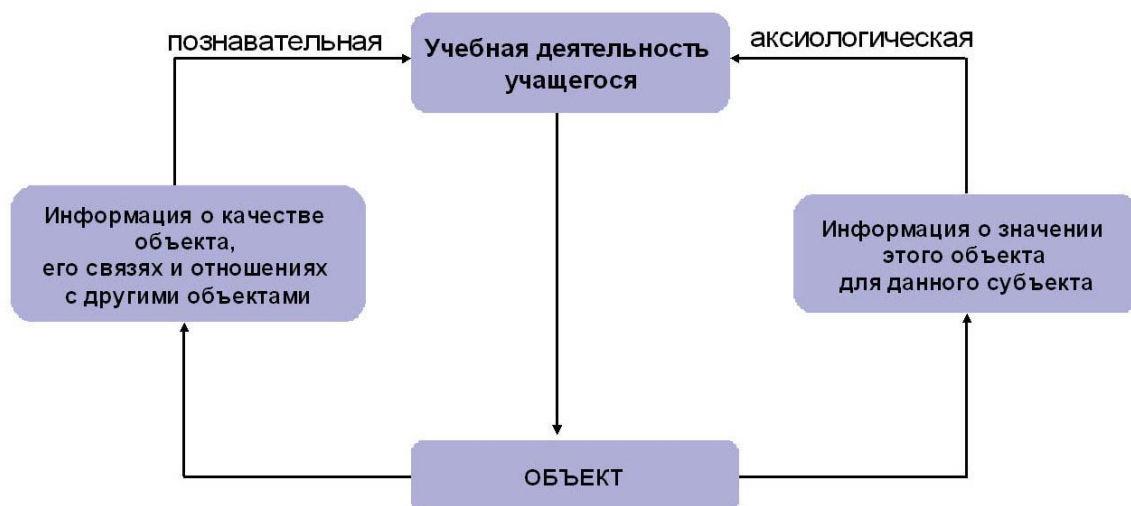 познавательная
Учебная деятельность
учащегося
аксиологическая
Информация о качестве
объекта,
его связях и отношениях
с другими объектами
Информация о значении
этого объекта
для данного субъекта
ОБЪЕКТ